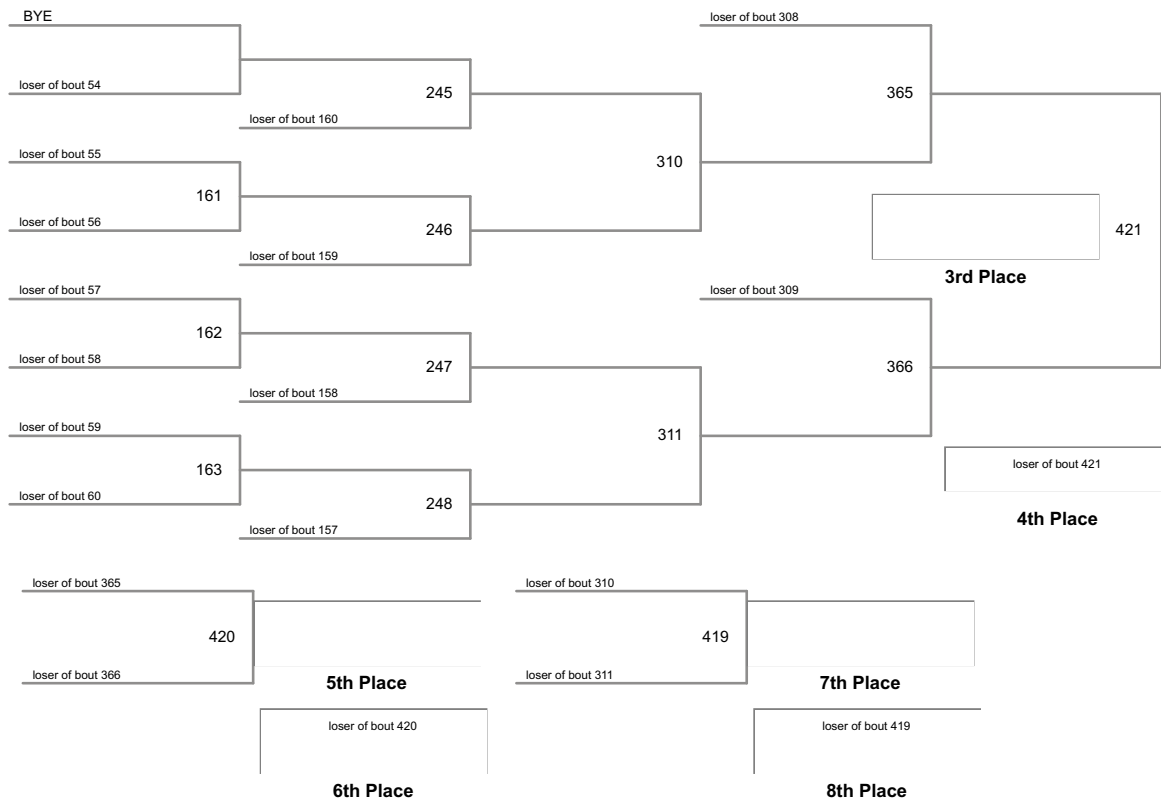 BYE
loser of bout 308
loser of bout 54
245
365
loser of bout 160
loser of bout 55
310
161
loser of bout 56
246
421
loser of bout 159
3rd Place
loser of bout 57
loser of bout 309
162
loser of bout 58
247
366
loser of bout 158
loser of bout 59
311
163
loser of bout 421
loser of bout 60
248
4th Place
loser of bout 157
loser of bout 365
loser of bout 310
420
419
loser of bout 366
5th Place
loser of bout 311
7th Place
loser of bout 420
loser of bout 419
6th Place
8th Place